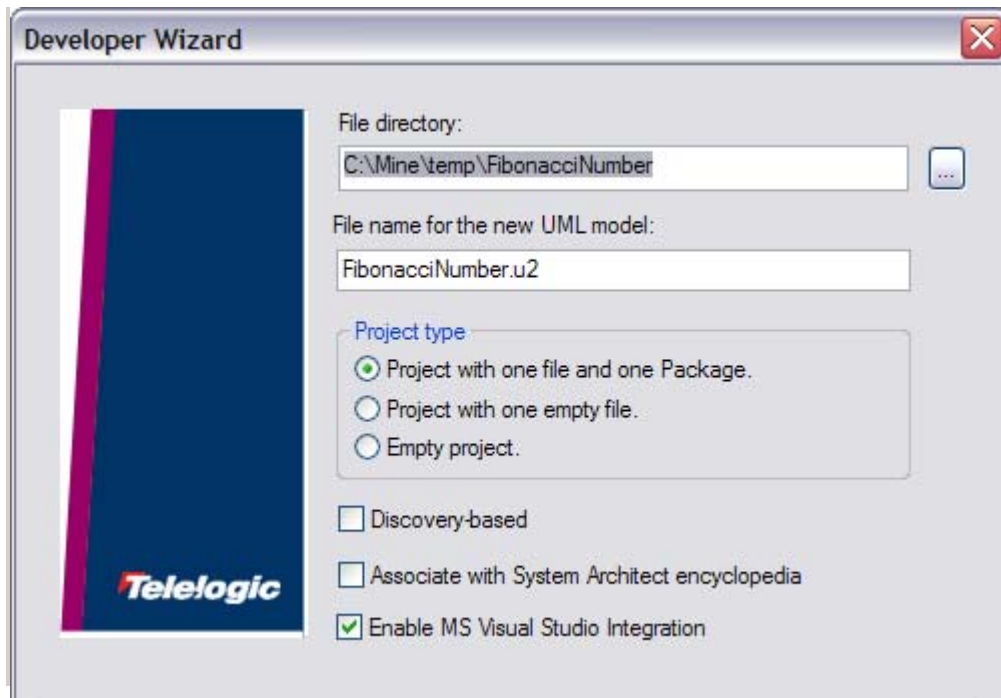 Developer Wizard
File directory:
C:\Mine\temp\FibonacciNumber
...
File name for the new UML model:
FibonacciNumber.u2
Project type
Project with one file and one Package.
Project with one empty file.
Empty project.
Discovery-based
Associate with System Architect encyclopedia
Enable MS Visual Studio Integration
Telelogic